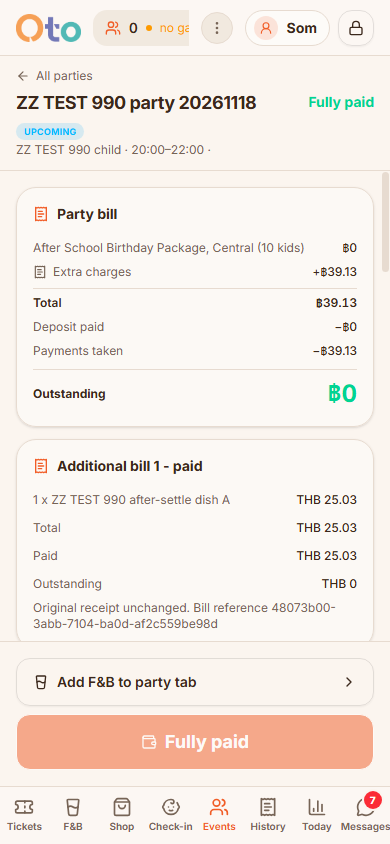 Oto
0 • no ga
Som
← All parties
ZZ TEST 990 party 20261118
Fully paid
UPCOMING
ZZ TEST 990 child · 20:00–22:00 ·
Party bill
After School Birthday Package, Central (10 kids) ฿0
Extra charges +฿39.13
Total ฿39.13
Deposit paid –฿0
Payments taken –฿39.13
Outstanding ฿0
Additional bill 1 - paid
1 x ZZ TEST 990 after-settle dish A THB 25.03
Total THB 25.03
Paid THB 25.03
Outstanding THB 0
Original receipt unchanged. Bill reference 48073b00-
3abb-7104-ba0d-af2c559be98d
Add F&B to party tab
Fully paid
7
Tickets F&B Shop Check-in Events History Today Messages